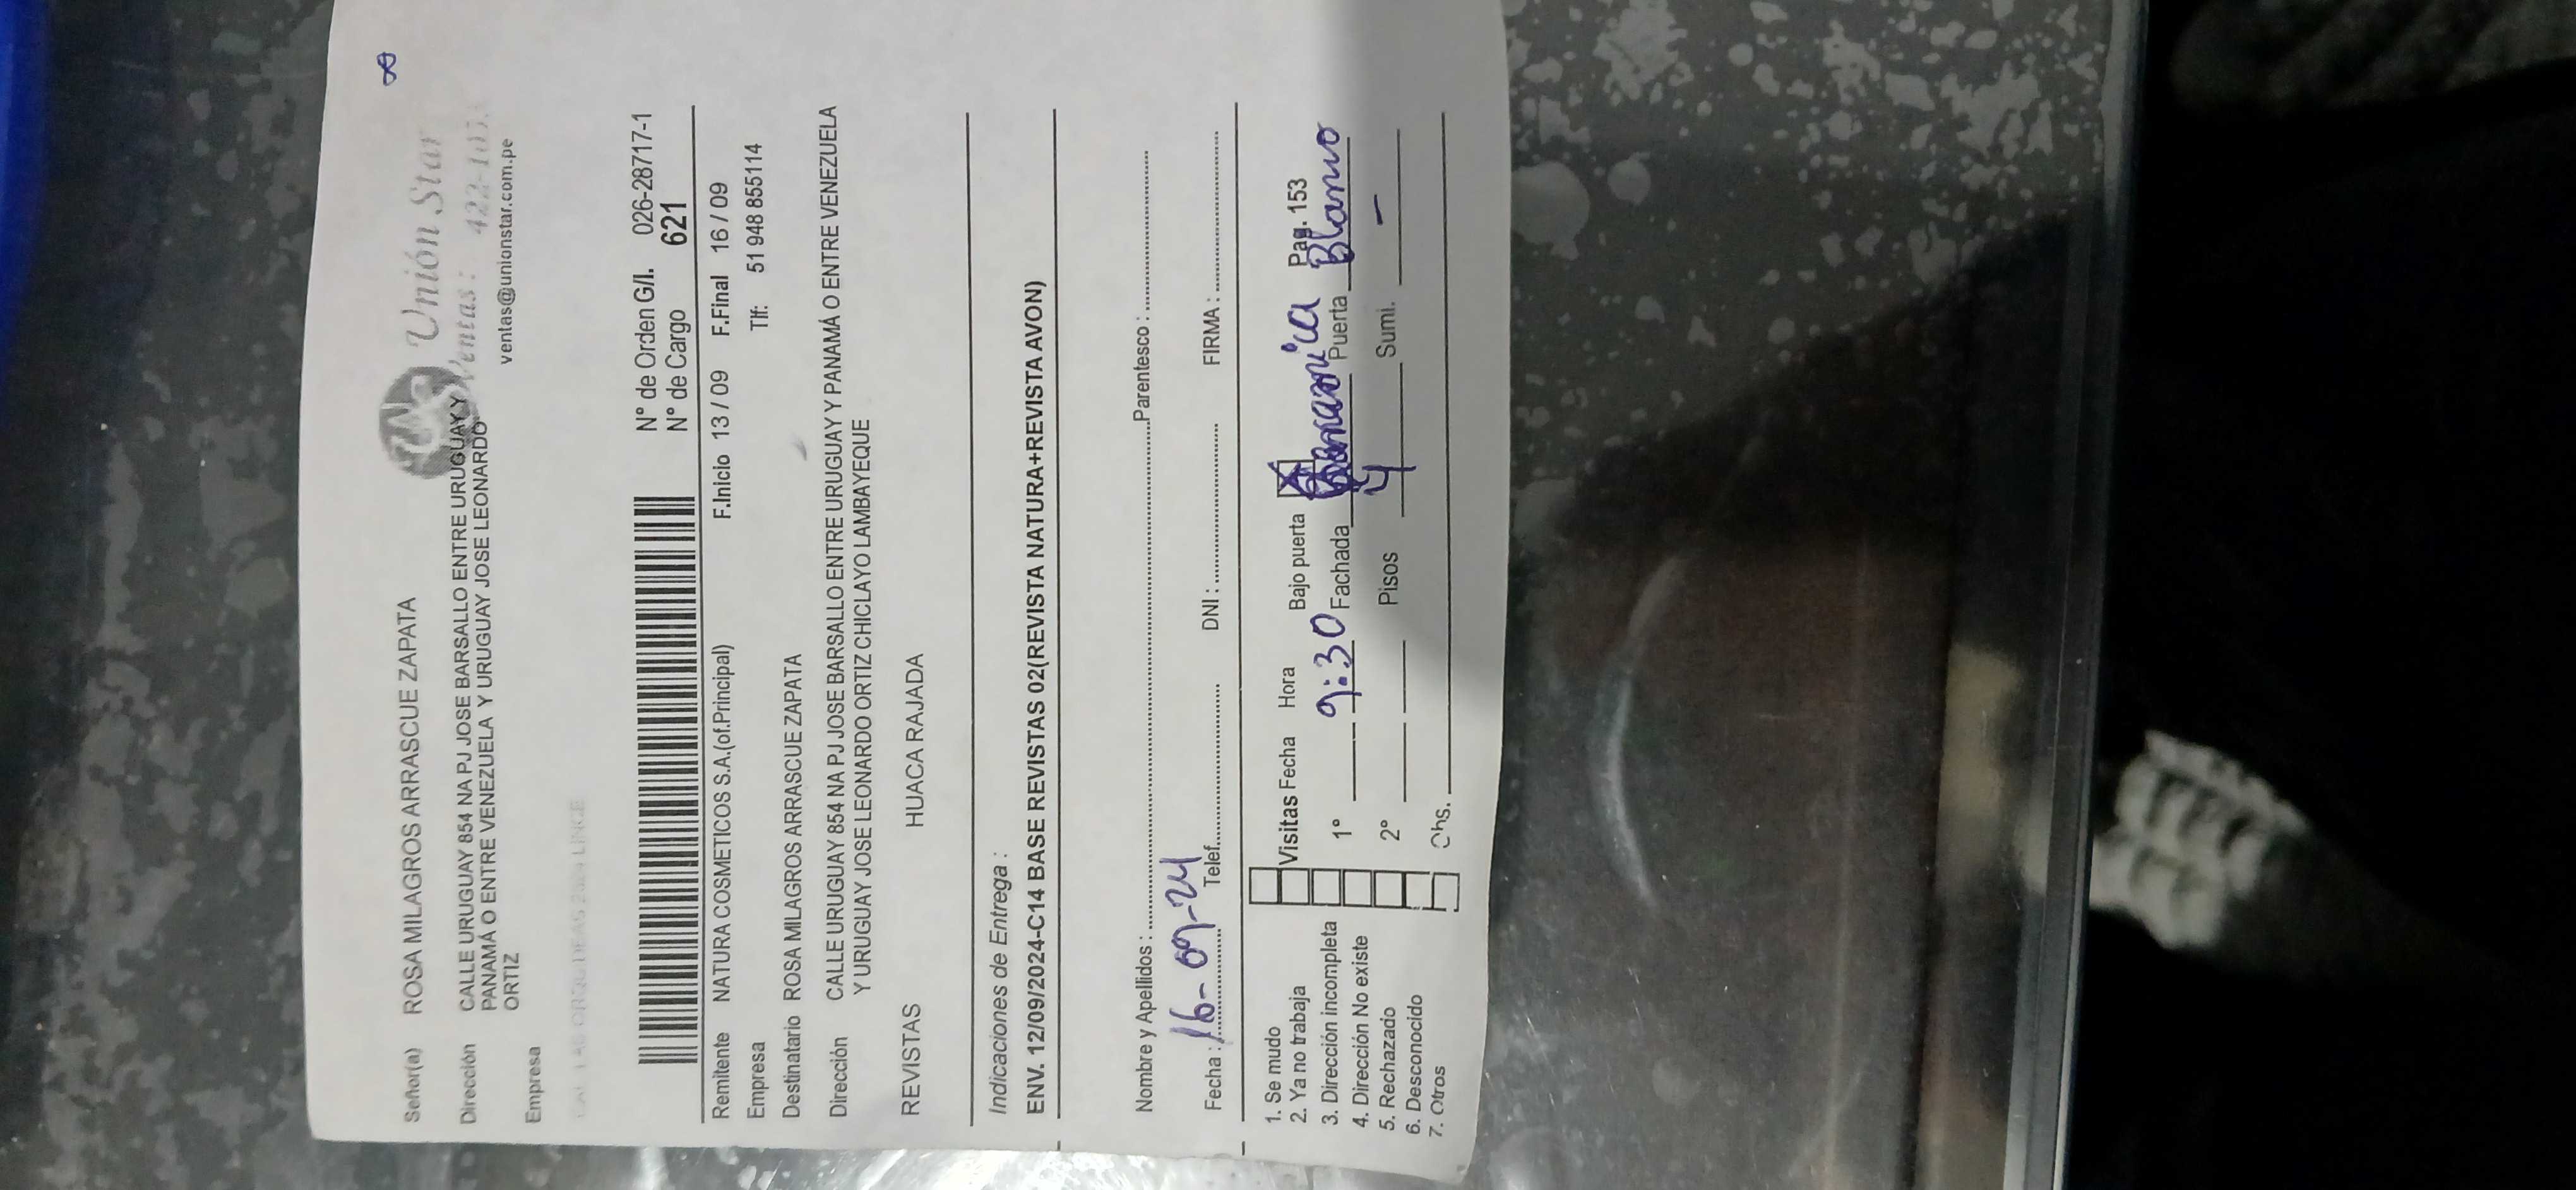 Unión Star
Ventas :
ventas@unionstar.com.pe
Señor(a) ROSA MILAGROS ARRASCUE ZAPATA
Dirección CALLE URUGUAY 854 NA PJ JOSE BARSALLO ENTRE URUGUAY Y
PANAMÁ O ENTRE VENEZUELA Y URUGUAY JOSE LEONARDO
ORTIZ
Empresa
N° de Orden G/I. 026-28717-1
N° de Cargo 621
Remitente NATURA COSMETICOS S.A.(of.Principal) F.Inicio 13 / 09 F.Final 16 / 09
Empresa Tlf: 51 948 855114
Destinatario ROSA MILAGROS ARRASCUE ZAPATA
Dirección CALLE URUGUAY 854 NA PJ JOSE BARSALLO ENTRE URUGUAY Y PANAMÁ O ENTRE VENEZUELA
Y URUGUAY JOSE LEONARDO ORTIZ CHICLAYO LAMBAYEQUE
REVISTAS HUACA RAJADA
Indicaciones de Entrega :
ENV. 12/09/2024-C14 BASE REVISTAS 02(REVISTA NATURA+REVISTA AVON)
Nombre y Apellidos : Parentesco :
Fecha : 16-09-24 Telef. DNI : FIRMA :
1. Se mudo
2. Ya no trabaja
3. Dirección incompleta
4. Dirección No existe
5. Rechazado
6. Desconocido
7. Otros
Visitas Fecha Hora Bajo puerta X Pag. 153
1° 9:30 Fachada Puerta
2° Pisos 4 Sumi. -